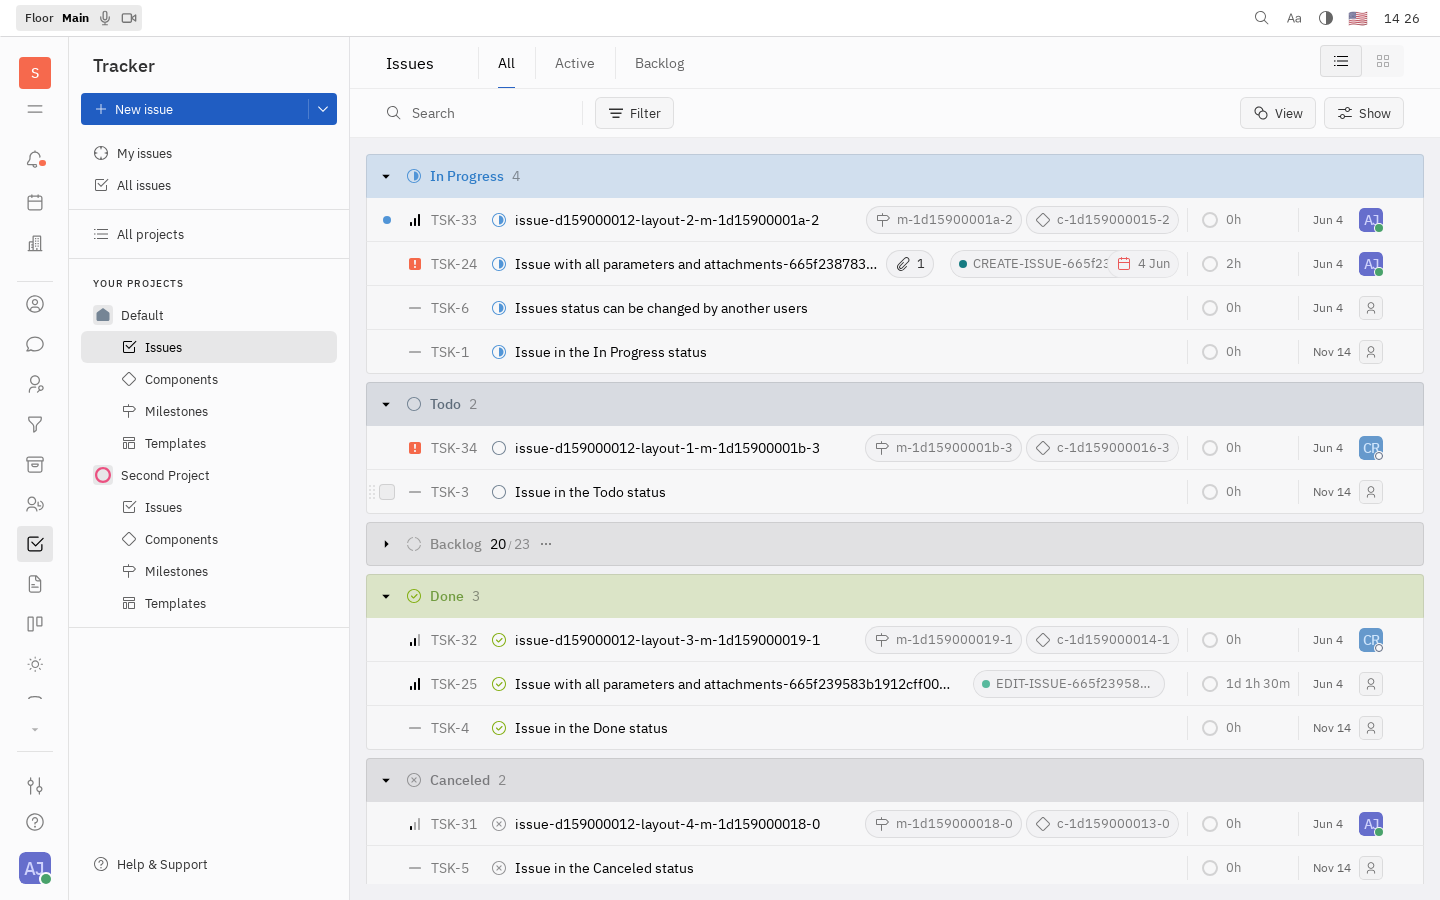 Floor Main
Aa
14 26
S
Tracker
Issues
All
Active
Backlog
New issue
Search
Filter
View
Show
My issues
All issues
All projects
YOUR PROJECTS
Default
Issues
Components
Milestones
Templates
Second Project
Issues
Components
Milestones
Templates
Help & Support
AJ
In Progress 4
TSK-33 issue-d159000012-layout-2-m-1d15900001a-2 m-1d15900001a-2 c-1d159000015-2 0h Jun 4 AJ
TSK-24 Issue with all parameters and attachments-665f238783... 1 CREATE-ISSUE-665f23 4 Jun 2h Jun 4 AJ
TSK-6 Issues status can be changed by another users 0h Jun 4
TSK-1 Issue in the In Progress status 0h Nov 14
Todo 2
TSK-34 issue-d159000012-layout-1-m-1d15900001b-3 m-1d15900001b-3 c-1d159000016-3 0h Jun 4 CR
TSK-3 Issue in the Todo status 0h Nov 14
Backlog 20/23 ...
Done 3
TSK-32 issue-d159000012-layout-3-m-1d159000019-1 m-1d159000019-1 c-1d159000014-1 0h Jun 4 CR
TSK-25 Issue with all parameters and attachments-665f239583b1912cff00... EDIT-ISSUE-665f23958... 1d 1h 30m Jun 4
TSK-4 Issue in the Done status 0h Nov 14
Canceled 2
TSK-31 issue-d159000012-layout-4-m-1d159000018-0 m-1d159000018-0 c-1d159000013-0 0h Jun 4 AJ
TSK-5 Issue in the Canceled status 0h Nov 14